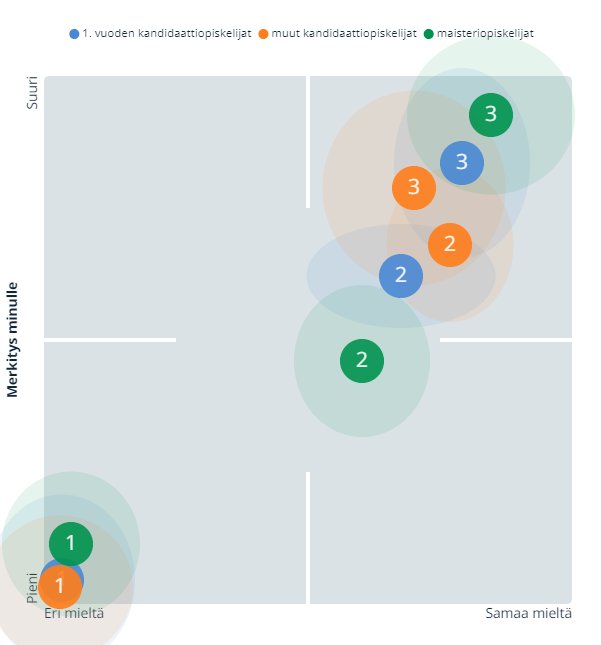 1. vuoden kandidaattiopiskelijat muut kandidaattiopiskelijat maisteriopiskelijat
Suuri
3
3
3
2
2
Merkitys minulle
2
1
1
Pieni
Eri mieltä
Samaa mieltä